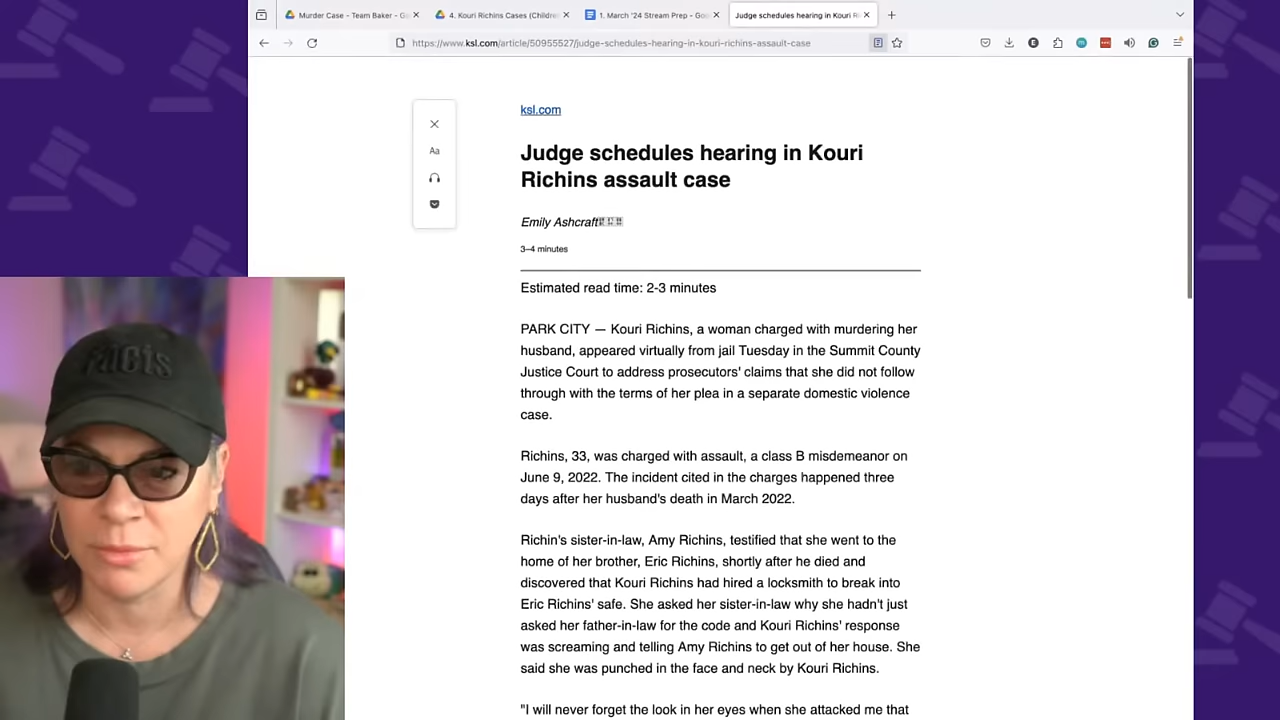 Murder Case - Team Baker - G
4. Kouri Richins Cases (Childre
1. March '24 Stream Prep - Goo
Judge schedules hearing in Kouri R
https://www.ksl.com/article/50955527/judge-schedules-hearing-in-kouri-richins-assault-case
ksl.com
Judge schedules hearing in Kouri
Richins assault case
Aa
Emily Ashcraft
3–4 minutes
Estimated read time: 2-3 minutes
PARK CITY — Kouri Richins, a woman charged with murdering her
husband, appeared virtually from jail Tuesday in the Summit County
Justice Court to address prosecutors' claims that she did not follow
through with the terms of her plea in a separate domestic violence
case.
Richins, 33, was charged with assault, a class B misdemeanor on
June 9, 2022. The incident cited in the charges happened three
days after her husband's death in March 2022.
Richin's sister-in-law, Amy Richins, testified that she went to the
home of her brother, Eric Richins, shortly after he died and
discovered that Kouri Richins had hired a locksmith to break into
Eric Richins' safe. She asked her sister-in-law why she hadn't just
asked her father-in-law for the code and Kouri Richins' response
was screaming and telling Amy Richins to get out of her house. She
said she was punched in the face and neck by Kouri Richins.
"I will never forget the look in her eyes when she attacked me that
facts